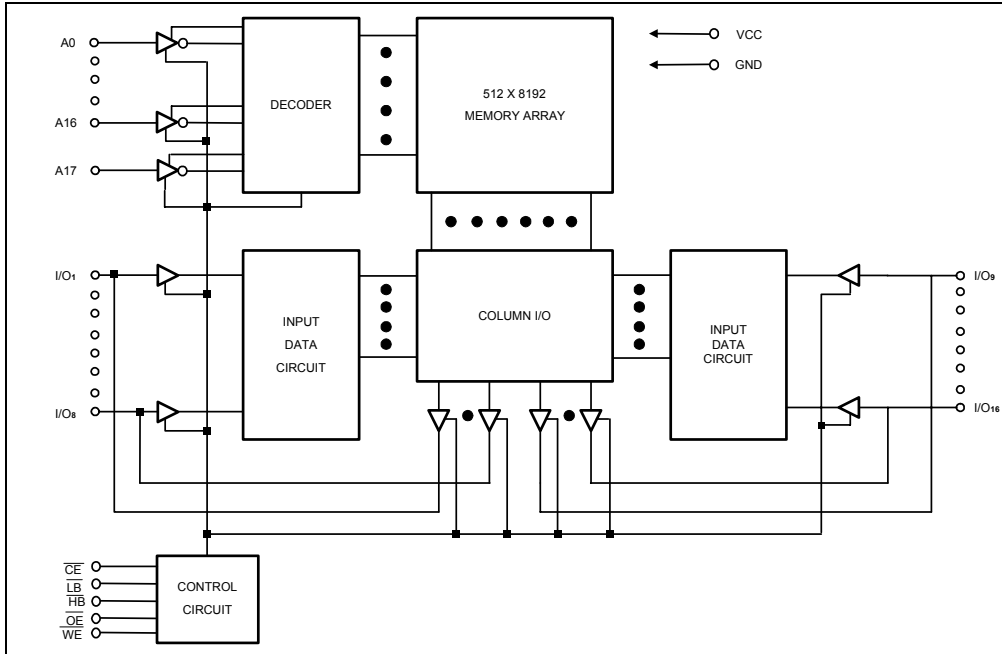 A0
A16
A17
DECODER
512 X 8192
MEMORY ARRAY
VCC
GND
I/O1
I/O8
INPUT
DATA
CIRCUIT
COLUMN I/O
INPUT
DATA
CIRCUIT
I/O9
I/O16
CE
LB
HB
OE
WE
CONTROL
CIRCUIT